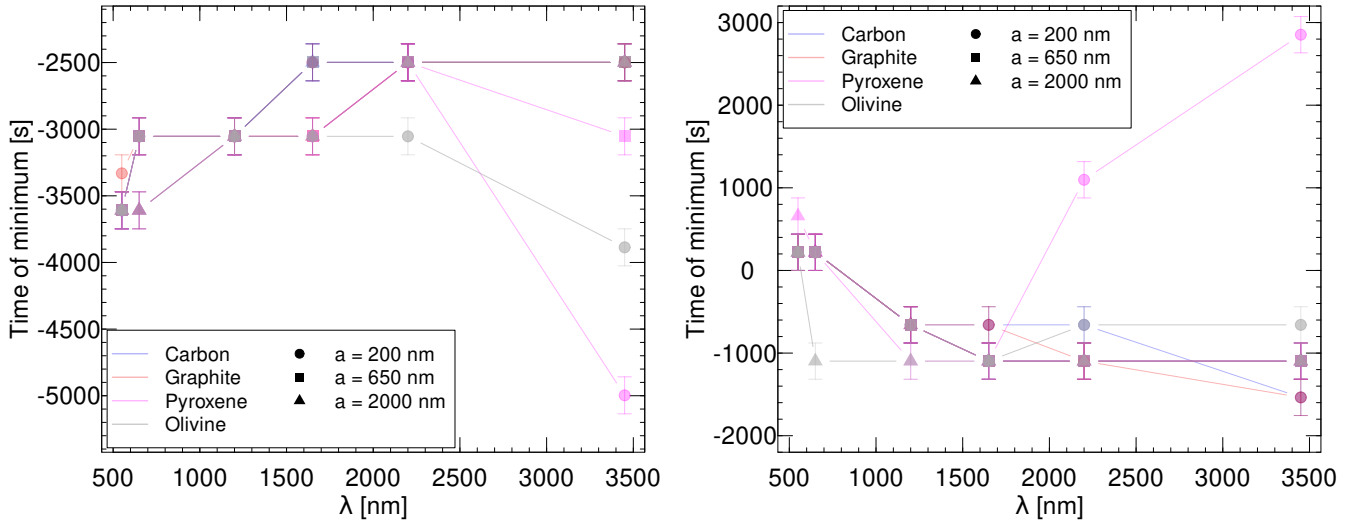 Time of minimum [s]
-2500
-3000
-3500
-4000
-4500
-5000
Carbon a = 200 nm
Graphite a = 650 nm
Pyroxene a = 2000 nm
Olivine
500 1000 1500 2000 2500 3000 3500
λ [nm]
Time of minimum [s]
3000
2000
1000
0
-1000
-2000
Carbon a = 200 nm
Graphite a = 650 nm
Pyroxene a = 2000 nm
Olivine
500 1000 1500 2000 2500 3000 3500
λ [nm]